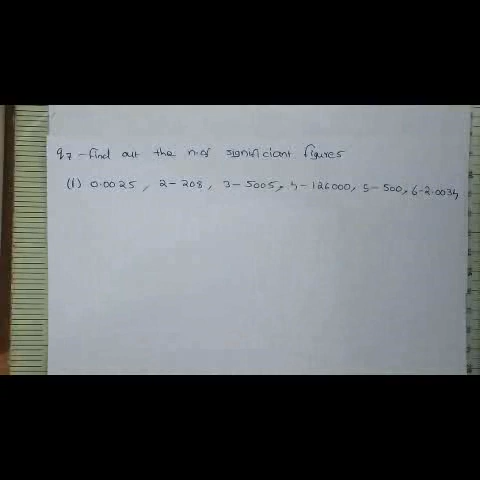 q7 - find out the n.of significiant figures
(1) 0.0025 , 2 - 208 , 3 - 5005 , 4 - 126000 , 5 - 500 , 6 - 2.0034